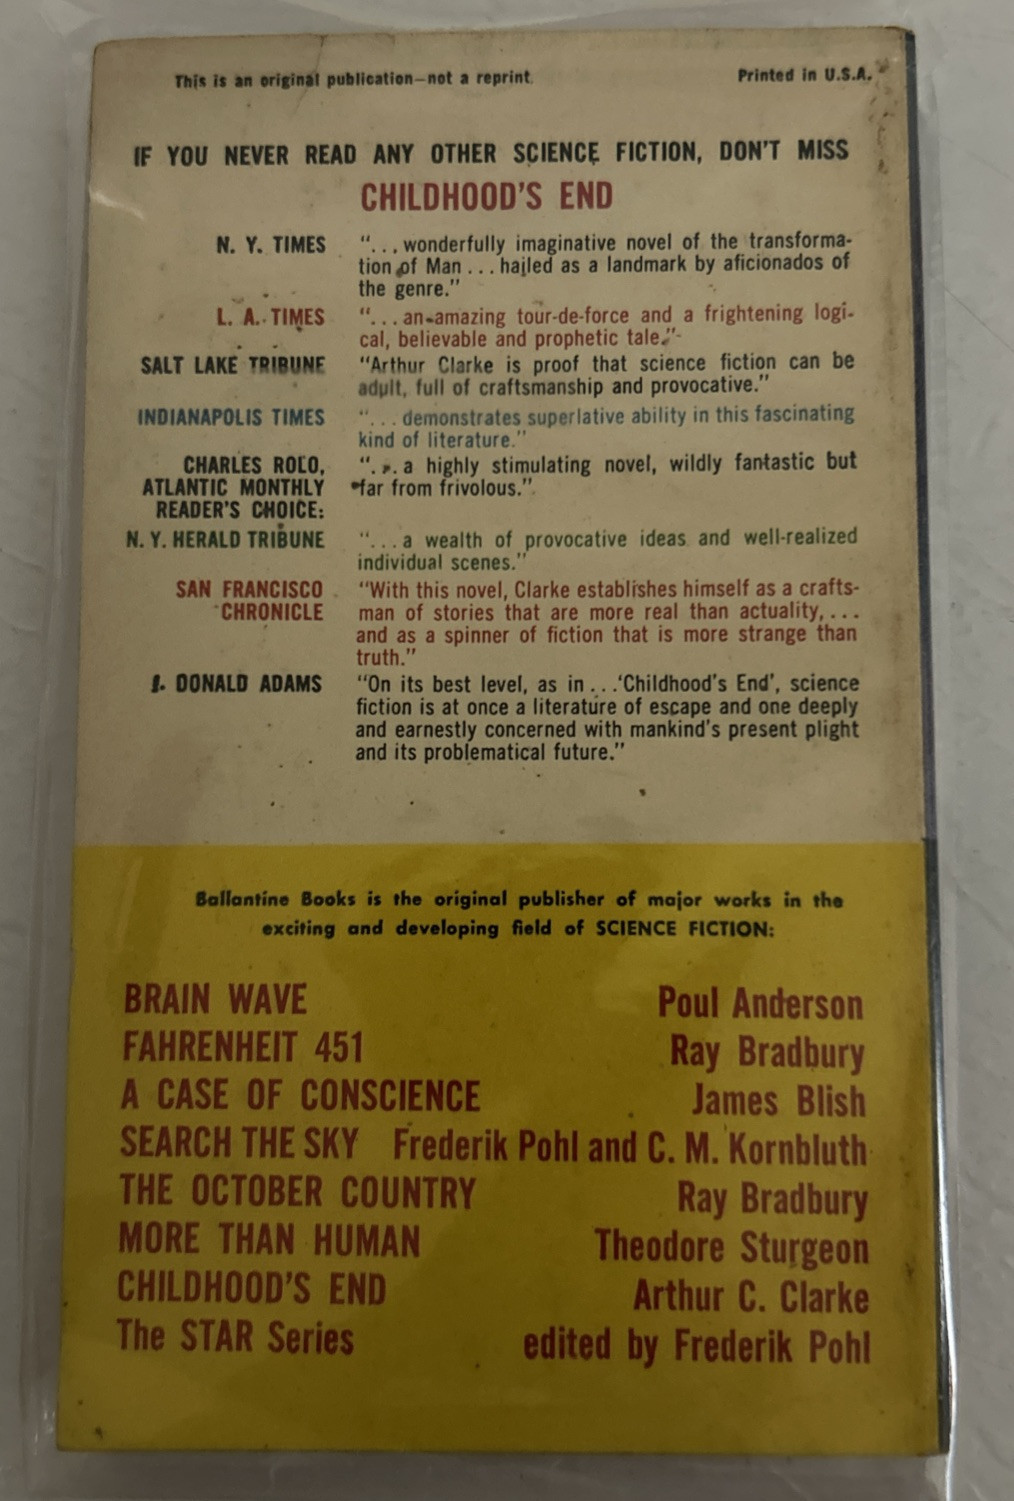 This is an original publication—not a reprint.
Printed in U.S.A.
IF YOU NEVER READ ANY OTHER SCIENCE FICTION, DON'T MISS
CHILDHOOD'S END
N. Y. TIMES
"...wonderfully imaginative novel of the transforma-
tion of Man...hailed as a landmark by aficionados of
the genre."
L. A. TIMES
"...an amazing tour-de-force and a frightening logi-
cal, believable and prophetic tale."
SALT LAKE TRIBUNE
"Arthur Clarke is proof that science fiction can be
adult, full of craftsmanship and provocative."
INDIANAPOLIS TIMES
"...demonstrates superlative ability in this fascinating
kind of literature."
CHARLES ROLO,
ATLANTIC MONTHLY
READER'S CHOICE:
"...a highly stimulating novel, wildly fantastic but
far from frivolous."
N. Y. HERALD TRIBUNE
"...a wealth of provocative ideas and well-realized
individual scenes."
SAN FRANCISCO
CHRONICLE
"With this novel, Clarke establishes himself as a crafts-
man of stories that are more real than actuality,...
and as a spinner of fiction that is more strange than
truth."
J. DONALD ADAMS
"On its best level, as in...'Childhood's End', science
fiction is at once a literature of escape and one deeply
and earnestly concerned with mankind's present plight
and its problematical future."
Ballantine Books is the original publisher of major works in the
exciting and developing field of SCIENCE FICTION:
BRAIN WAVE Poul Anderson
FAHRENHEIT 451 Ray Bradbury
A CASE OF CONSCIENCE James Blish
SEARCH THE SKY Frederik Pohl and C. M. Kornbluth
THE OCTOBER COUNTRY Ray Bradbury
MORE THAN HUMAN Theodore Sturgeon
CHILDHOOD'S END Arthur C. Clarke
The STAR Series edited by Frederik Pohl